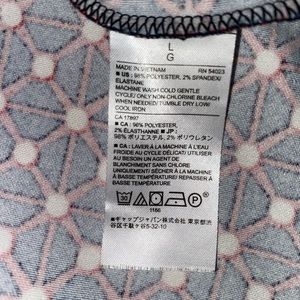 L
G
MADE IN VIETNAM RN 54023
■ US : 98% POLYESTER, 2% SPANDEX/
ELASTANE
MACHINE WASH COLD GENTLE
CYCLE/ ONLY NON-CHLORINE BLEACH
WHEN NEEDED/ TUMBLE DRY LOW/
COOL IRON
CA 17897
■ CA : 98% POLYESTER,
2% ÉLASTHANNE ■ JP :
98% ポリエステル, 2% ポリウレタン
■ CA : LAVER À LA MACHINE À L'EAU
FROIDE AU CYCLE DÉLICAT/ UTILISER
AU BESOIN UN AGENT DE
BLANCHIMENT SANS CHLORE
UNIQUEMENT/ SÉCHER À LA MACHINE
À BASSE TEMPÉRATURE/ REPASSER À
BASSE TEMPÉRATURE
30
P
1166
■ ギャップジャパン㈱ 東京都渋
谷区千駄ヶ谷5-32-10